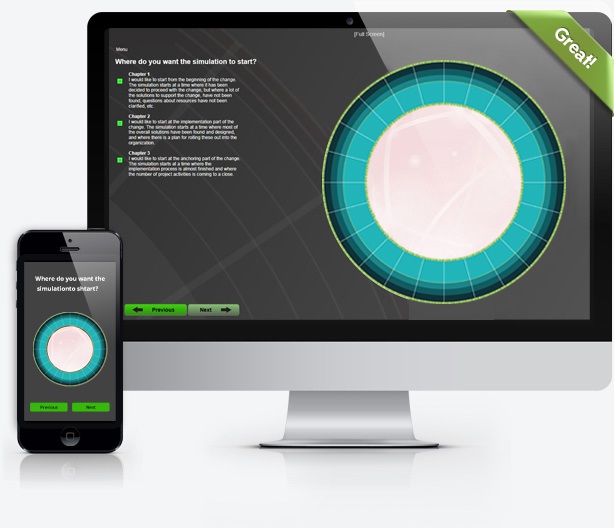 [Full Screen]
Great!
Menu
Where do you want the simulation to start?
Chapter 1
I would like to start from the beginning of the change.
The simulation starts at a time where it has been
decided to proceed with the change, but where a lot of
the solutions to support the change, have not been
found, questions about resources have not been
clarified, etc.
Chapter 2
I would like to start at the implementation part of the
change. The simulation starts at a time where most of
the overall solutions have been found and designed,
and where there is a plan for rolling these out into the
organization.
Chapter 3
I would like to start at the anchoring part of the change.
The simulation starts at a time where the
implementation process is almost finished and where
the number of project activities is coming to a close.
Previous
Next
Where do you want the
simulationto shtart?
Previous
Next